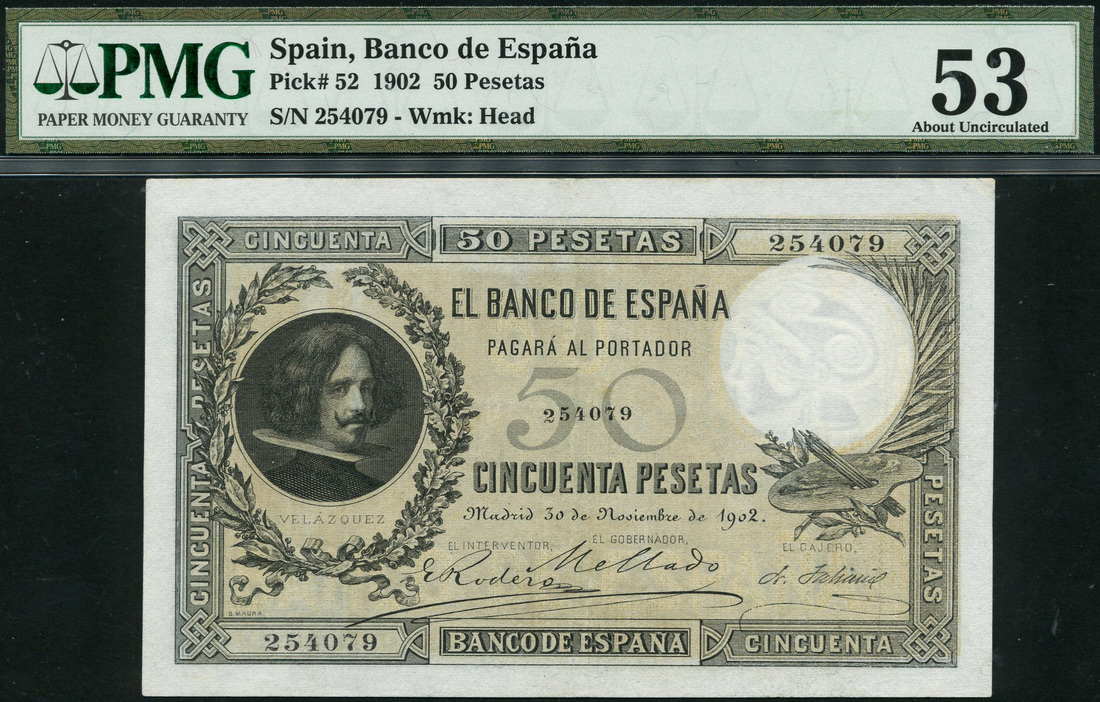 PMG
PAPER MONEY GUARANTY
Spain, Banco de España
Pick# 52 1902 50 Pesetas
S/N 254079 - Wmk: Head
53
About Uncirculated
CINCUENTA
50 PESETAS
254079
CINCUENTA PESETAS
EL BANCO DE ESPAÑA
PAGARÁ AL PORTADOR
50
254079
CINCUENTA PESETAS
Madrid 30 de Noviembre de 1902.
VELÁZQUEZ
EL INTERVENTOR,
EL GOBERNADOR,
EL CAJERO,
E Rodero
Mellado
PESETAS
B. MAURA.
254079
BANCO DE ESPAÑA
CINCUENTA